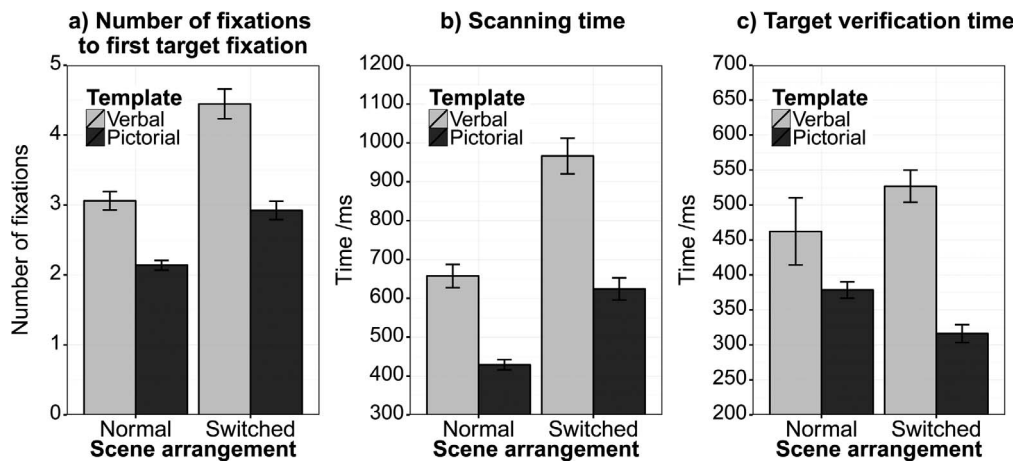 a) Number of fixations
to first target fixation
Number of fixations
5
4
3
2
1
0
Template
Verbal
Pictorial
Normal Switched
Scene arrangement
b) Scanning time
Time /ms
1200
1100
1000
900
800
700
600
500
400
300
Template
Verbal
Pictorial
Normal Switched
Scene arrangement
c) Target verification time
Time /ms
700
650
600
550
500
450
400
350
300
250
200
Template
Verbal
Pictorial
Normal Switched
Scene arrangement